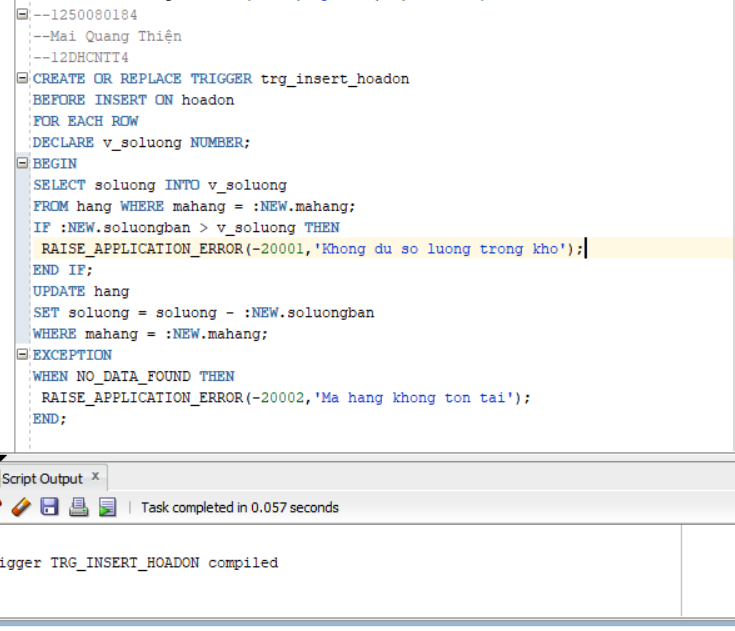 --1250080184
--Mai Quang Thiện
--12DHCNTT4
CREATE OR REPLACE TRIGGER trg_insert_hoadon
BEFORE INSERT ON hoadon
FOR EACH ROW
DECLARE v_soluong NUMBER;
BEGIN
SELECT soluong INTO v_soluong
FROM hang WHERE mahang = :NEW.mahang;
IF :NEW.soluongban > v_soluong THEN
RAISE_APPLICATION_ERROR(-20001,'Khong du so luong trong kho');
END IF;
UPDATE hang
SET soluong = soluong - :NEW.soluongban
WHERE mahang = :NEW.mahang;
EXCEPTION
WHEN NO_DATA_FOUND THEN
RAISE_APPLICATION_ERROR(-20002,'Ma hang khong ton tai');
END;
Script Output x
Task completed in 0.057 seconds
igger TRG_INSERT_HOADON compiled